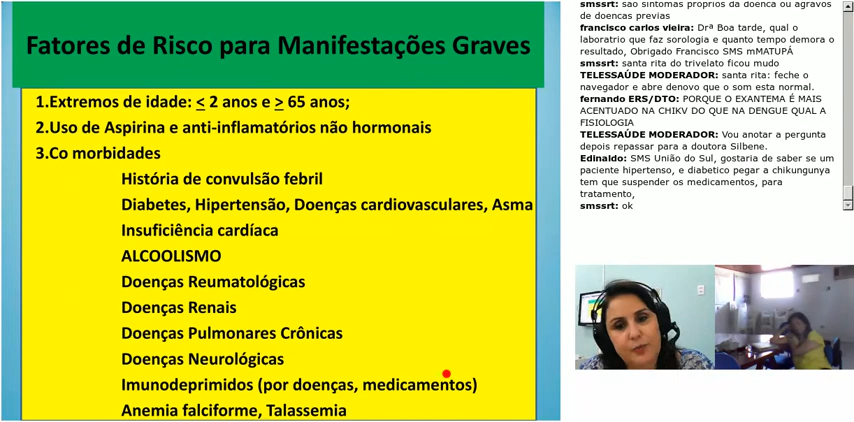 Fatores de Risco para Manifestações Graves
1.Extremos de idade: < 2 anos e > 65 anos;
2.Uso de Aspirina e anti-inflamatórios não hormonais
3.Co morbidades
História de convulsão febril
Diabetes, Hipertensão, Doenças cardiovasculares, Asma
Insuficiência cardíaca
ALCOOLISMO
Doenças Reumatológicas
Doenças Renais
Doenças Pulmonares Crônicas
Doenças Neurológicas
Imunodeprimidos (por doenças, medicamentos)
Anemia falciforme, Talassemia
smssrt: são sintomas proprios da doenca ou agravos
de doencas previas
francisco carlos vieira: Drª Boa tarde, qual o
laboratrio que faz sorologia e quanto tempo demora o
resultado, Obrigado Francisco SMS mMATUPÁ
smssrt: santa rita do trivelato ficou mudo
TELESSAÚDE MODERADOR: santa rita: feche o
navegador e abre denovo que o som esta normal.
fernando ERS/DTO: PORQUE O EXANTEMA É MAIS
ACENTUADO NA CHIKV DO QUE NA DENGUE QUAL A
FISIOLOGIA
TELESSAÚDE MODERADOR: Vou anotar a pergunta
depois repassar para a doutora Silbene.
Edinaldo: SMS União do Sul, gostaria de saber se um
paciente hipertenso, e diabetico pegar a chikungunya
tem que suspender os medicamentos, para
tratamento,
smssrt: ok